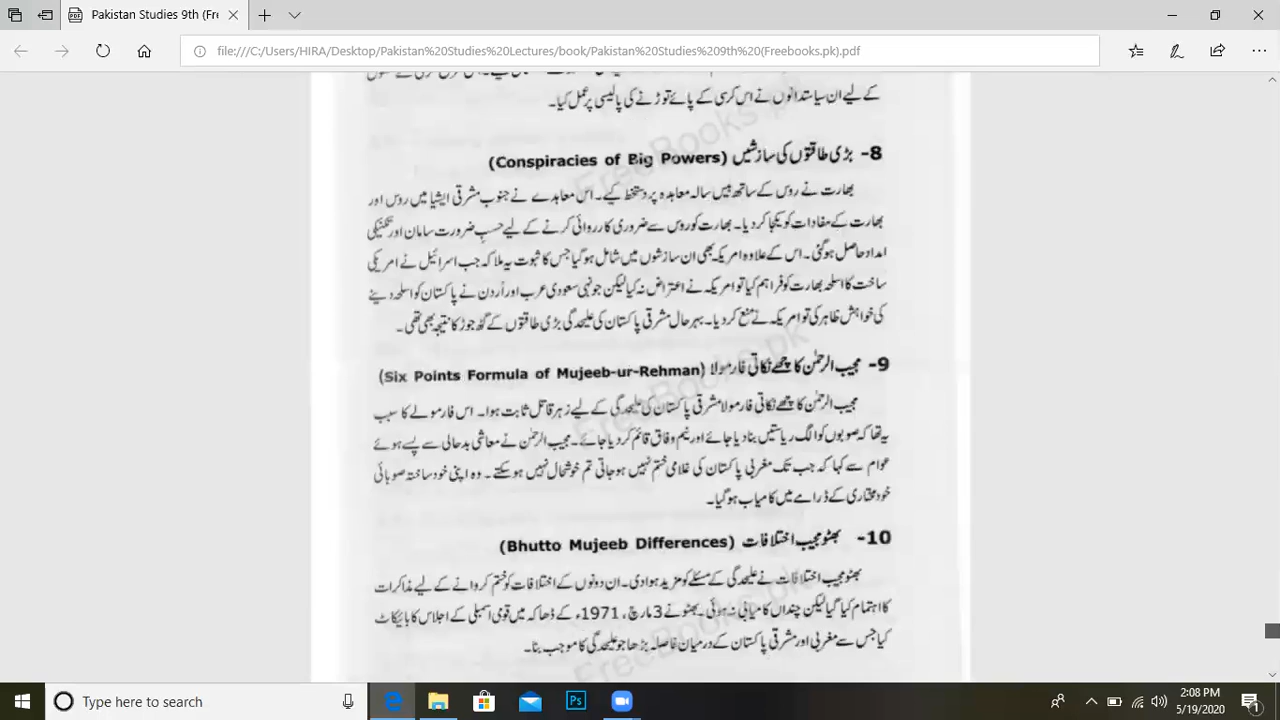 Pakistan Studies 9th (Fre
file:///C:/Users/HIRA/Desktop/Pakistan%20Studies%20Lectures/book/Pakistan%20Studies%209th%20(Freebooks.pk).pdf
کے لیے ان سیاستدانوں نے اس کرسی کے پائے توڑنے کی پالیسی پر عمل کیا۔
8- بڑی طاقتوں کی سازشیں (Conspiracies of Big Powers)
بھارت نے روس کے ساتھ بیس سالہ معاہدہ پر دستخط کیے۔ اس معاہدے نے جنوب مشرقی ایشیا میں روس اور
بھارت کے مفادات کو یکجا کر دیا۔ بھارت کو روس سے ضروری کارروائی کرنے کے لیے حسبِ ضرورت سامان اور تکنیکی
امداد حاصل ہو گئی۔ اس کے علاوہ امریکہ بھی ان سازشوں میں شامل ہو گیا جس کا ثبوت یہ ملا کہ جب اسرائیل نے امریکی
ساخت کا اسلحہ بھارت کو فراہم کیا تو امریکہ نے اعتراض نہ کیا لیکن جونہی سعودی عرب اور اُردن نے پاکستان کو اسلحہ دینے
کی خواہش ظاہر کی تو امریکہ نے منع کر دیا۔ بہرحال مشرقی پاکستان کی علیحدگی بڑی طاقتوں کے گٹھ جوڑ کا نتیجہ بھی تھی۔
9- مجیب الرحمٰن کا چھے نکاتی فارمولا (Six Points Formula of Mujeeb-ur-Rehman)
مجیب الرحمٰن کا چھے نکاتی فارمولا مشرقی پاکستان کی علیحدگی کے لیے زہر قاتل ثابت ہوا۔ اس فارمولے کا سبب
یہ تھا کہ صوبوں کو الگ ریاستیں بنا دیا جائے اور نیم وفاق قائم کر دیا جائے۔ مجیب الرحمٰن نے معاشی بدحالی سے پسے ہوئے
عوام سے کہا کہ جب تک مغربی پاکستان کی غلامی ختم نہیں ہو جاتی تم خوشحال نہیں ہو سکتے۔ وہ اپنی خود ساختہ صوبائی
خودمختاری کے ڈرامے میں کامیاب ہو گیا۔
10- بھٹو مجیب اختلافات (Bhutto Mujeeb Differences)
بھٹو مجیب اختلافات نے علیحدگی کے مسئلے کو مزید ہوا دی۔ ان دونوں کے اختلافات کو ختم کروانے کے لیے مذاکرات
کا اہتمام کیا گیا لیکن چنداں کامیابی نہ ہوئی۔ بھٹو نے 3 مارچ، 1971ء کے ڈھاکہ میں قومی اسمبلی کے اجلاس کا بائیکاٹ
کیا جس سے مغربی اور مشرقی پاکستان کے درمیان فاصلہ بڑھا جو علیحدگی کا موجب بنا۔
FreeBooks.pk
FreeBooks.pk
FreeBooks.pk
Type here to search
Ps
2:08 PM
5/19/2020
1